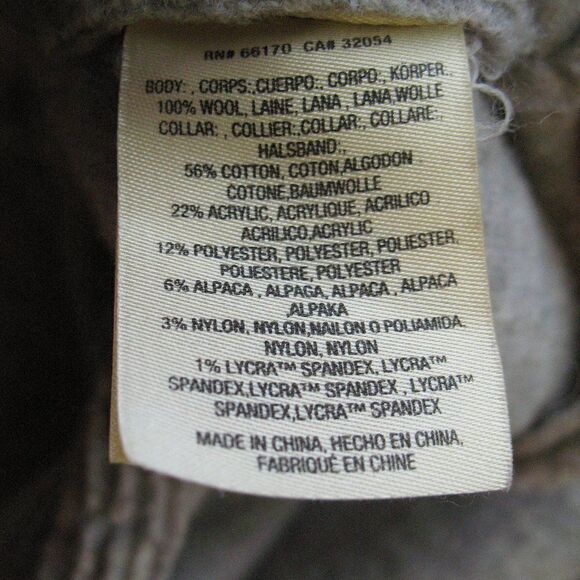 RN# 66170 CA# 32054
BODY: , CORPS:,CUERPO:, CORPO:, KÖRPER:.
100% WOOL, LAINE, LANA , LANA,WOLLE
COLLAR: , COLLIER:,COLLAR:, COLLARE:,
HALSBAND:,
56% COTTON, COTON,ALGODON
COTONE,BAUMWOLLE
22% ACRYLIC, ACRYLIQUE, ACRILICO
ACRILICO,ACRYLIC
12% POLYESTER, POLYESTER, POLIESTER,
POLIESTERE, POLYESTER
6% ALPACA , ALPAGA, ALPACA , ALPACA
,ALPAKA
3% NYLON, NYLON,NAILON O POLIAMIDA.
NYLON, NYLON
1% LYCRA™ SPANDEX, LYCRA™
SPANDEX,LYCRA™ SPANDEX , LYCRA™
SPANDEX,LYCRA™ SPANDEX
MADE IN CHINA, HECHO EN CHINA,
FABRIQUÉ EN CHINE